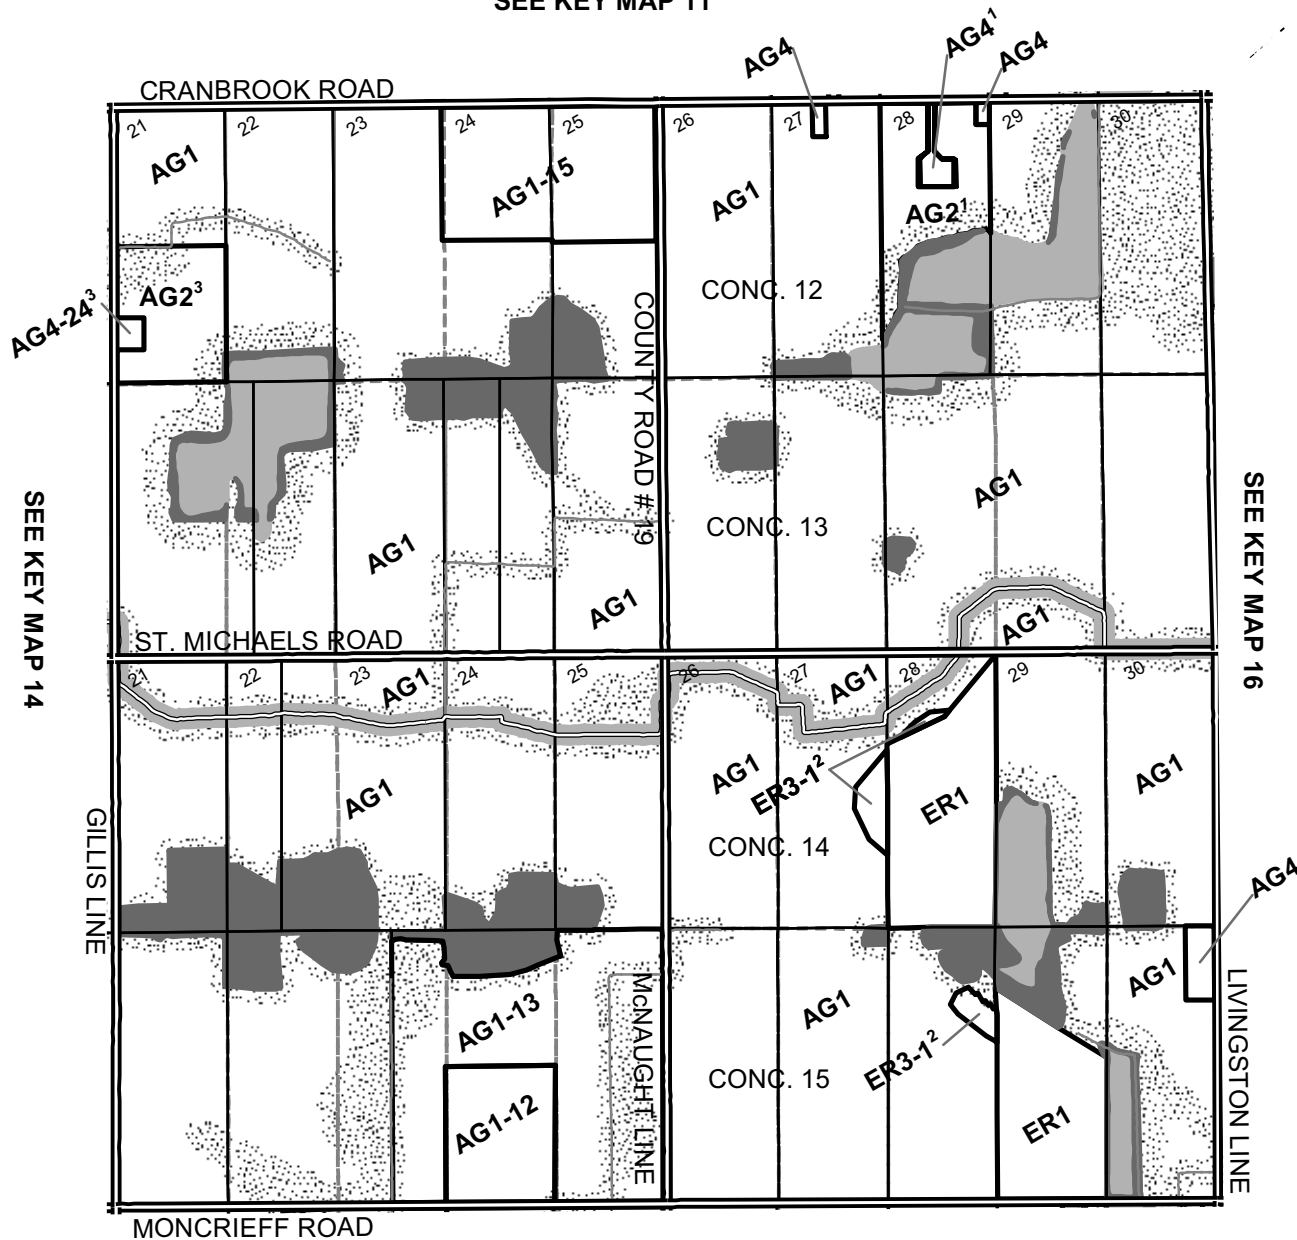 SEE KEY MAP 11
CRANBROOK ROAD
AG4
AG4¹
AG4
21
22
23
24
25
26
27
28
29
30
AG1
AG1-15
AG1
AG2¹
AG2³
AG4-24³
CONC. 12
COUNTY ROAD # 19
SEE KEY MAP 14
SEE KEY MAP 16
AG1
CONC. 13
AG1
AG1
AG1
ST. MICHAELS ROAD
21
22
23
24
25
26
27
28
29
30
AG1
AG1
AG1
AG1
AG1
ER3-1²
ER1
CONC. 14
GILLIS LINE
AG4
AG1
AG1
AG1-13
McNAUGHT LINE
LIVINGSTON LINE
ER3-1²
CONC. 15
AG1-12
ER1
MONCRIEFF ROAD